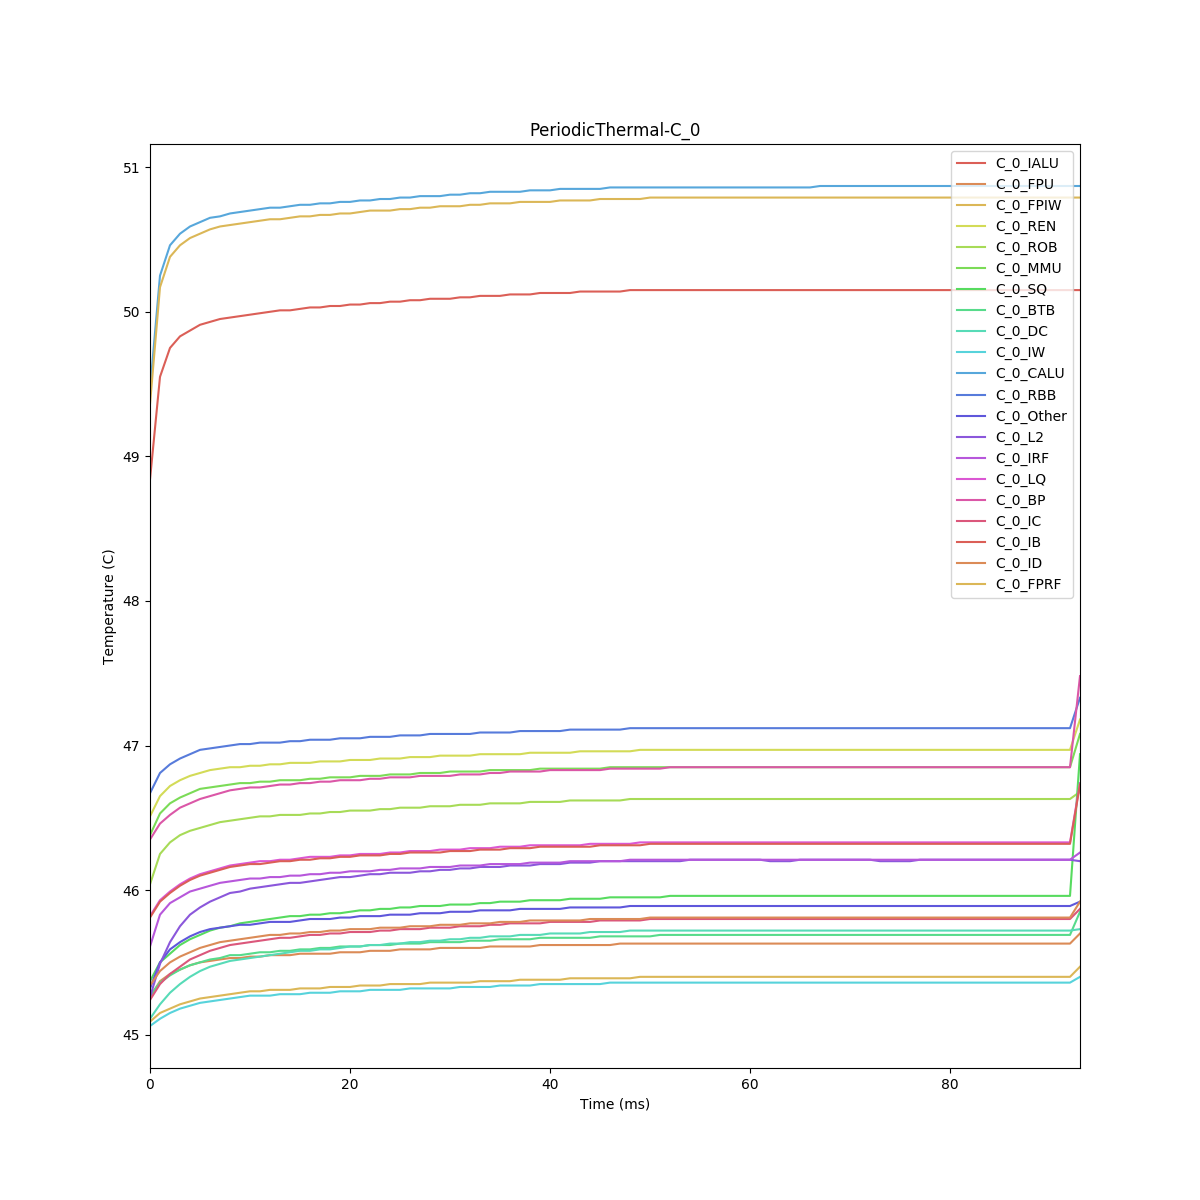 PeriodicThermal-C_0
51
50
49
48
47
46
45
Temperature (C)
C_0_IALU
C_0_FPU
C_0_FPIW
C_0_REN
C_0_ROB
C_0_MMU
C_0_SQ
C_0_BTB
C_0_DC
C_0_IW
C_0_CALU
C_0_RBB
C_0_Other
C_0_L2
C_0_IRF
C_0_LQ
C_0_BP
C_0_IC
C_0_IB
C_0_ID
C_0_FPRF
0 20 40 60 80
Time (ms)